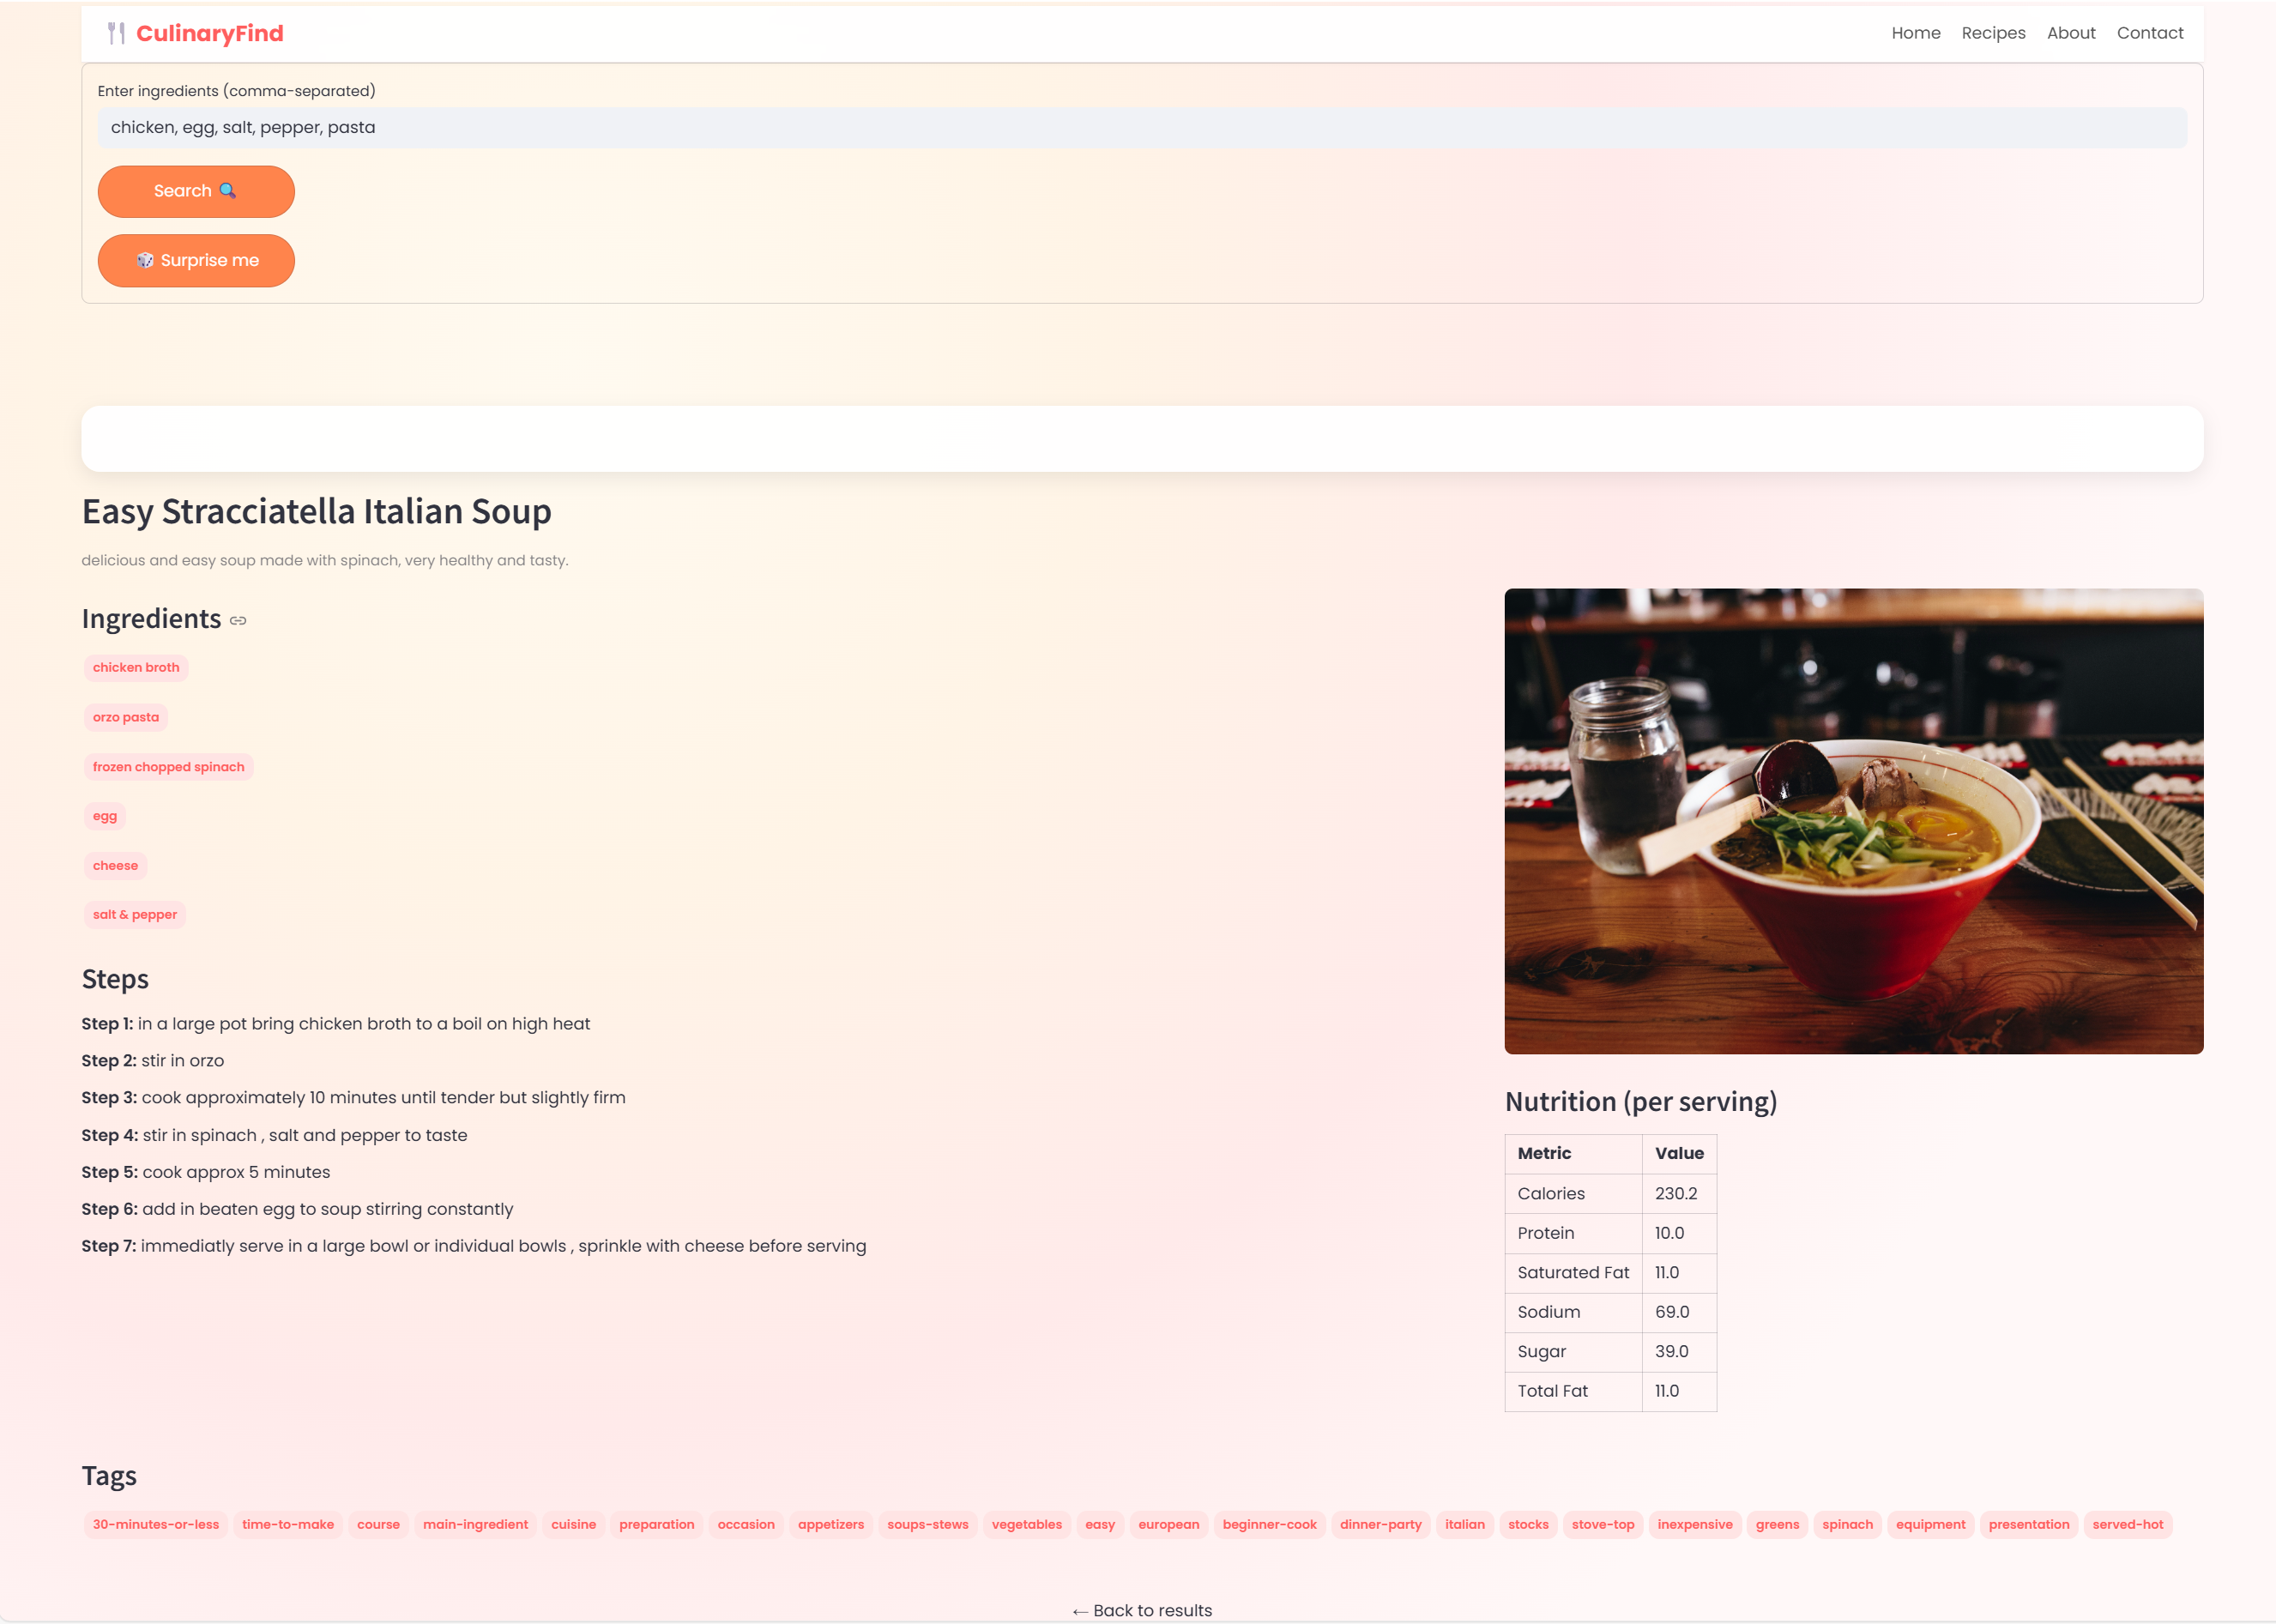 CulinaryFind
Home Recipes About Contact
Enter ingredients (comma-separated)
chicken, egg, salt, pepper, pasta
Search
Surprise me
Easy Stracciatella Italian Soup
delicious and easy soup made with spinach, very healthy and tasty.
Ingredients
chicken broth
orzo pasta
frozen chopped spinach
egg
cheese
salt & pepper
Steps
Step 1: in a large pot bring chicken broth to a boil on high heat
Step 2: stir in orzo
Step 3: cook approximately 10 minutes until tender but slightly firm
Step 4: stir in spinach , salt and pepper to taste
Step 5: cook approx 5 minutes
Step 6: add in beaten egg to soup stirring constantly
Step 7: immediatly serve in a large bowl or individual bowls , sprinkle with cheese before serving
Nutrition (per serving)
Metric Value
Calories 230.2
Protein 10.0
Saturated Fat 11.0
Sodium 69.0
Sugar 39.0
Total Fat 11.0
Tags
30-minutes-or-less time-to-make course main-ingredient cuisine preparation occasion appetizers soups-stews vegetables easy european beginner-cook dinner-party italian stocks stove-top inexpensive greens spinach equipment presentation served-hot
← Back to results